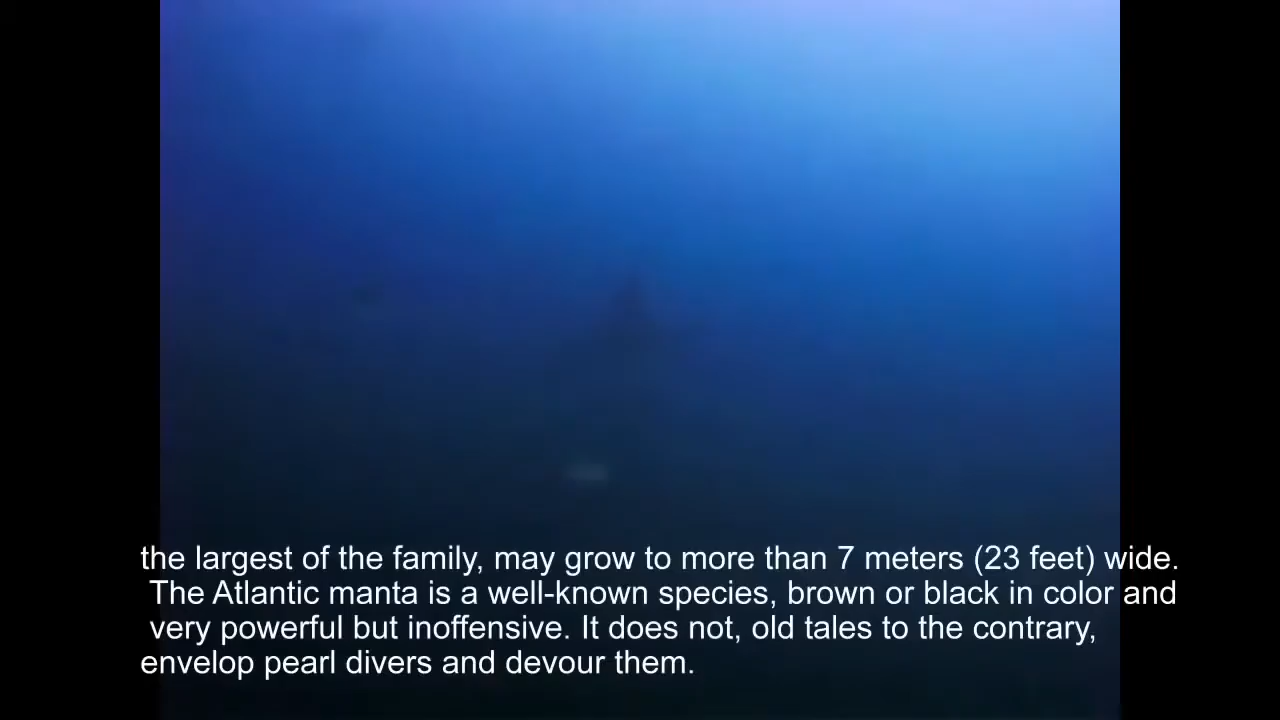 the largest of the family, may grow to more than 7 meters (23 feet) wide.
The Atlantic manta is a well-known species, brown or black in color and
very powerful but inoffensive. It does not, old tales to the contrary,
envelop pearl divers and devour them.